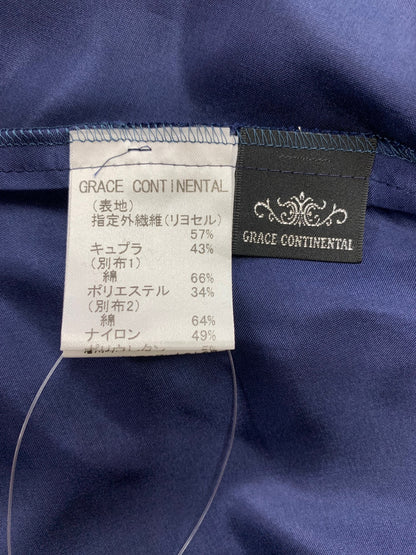 GRACE CONTINENTAL
(表地)
指定外繊維(リヨセル)
57%
キュプラ 43%
(別布1)
綿 66%
ポリエステル 34%
(別布2)
綿 64%
ナイロン 49%
GRACE CONTINENTAL